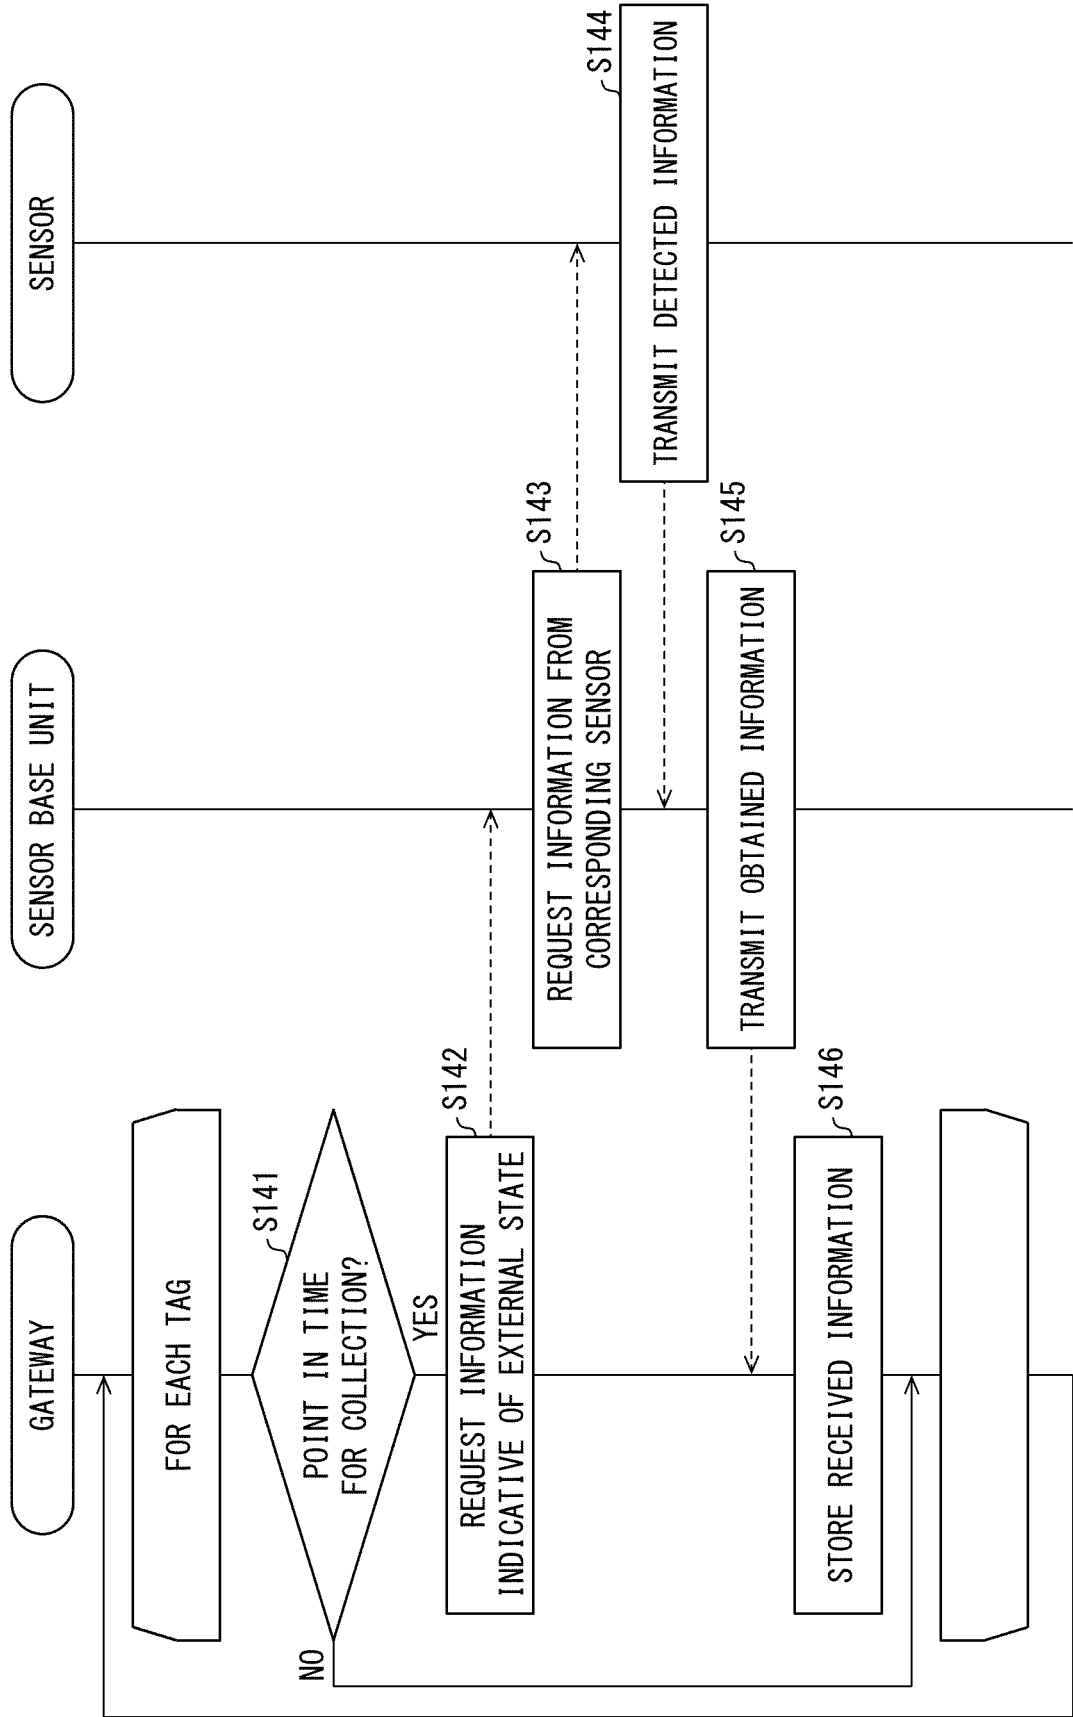 GATEWAY
SENSOR BASE UNIT
SENSOR
FOR EACH TAG
S141
POINT IN TIME
FOR COLLECTION?
NO
YES
S142
REQUEST INFORMATION
INDICATIVE OF EXTERNAL STATE
S143
REQUEST INFORMATION FROM
CORRESPONDING SENSOR
S144
TRANSMIT DETECTED INFORMATION
S145
TRANSMIT OBTAINED INFORMATION
S146
STORE RECEIVED INFORMATION